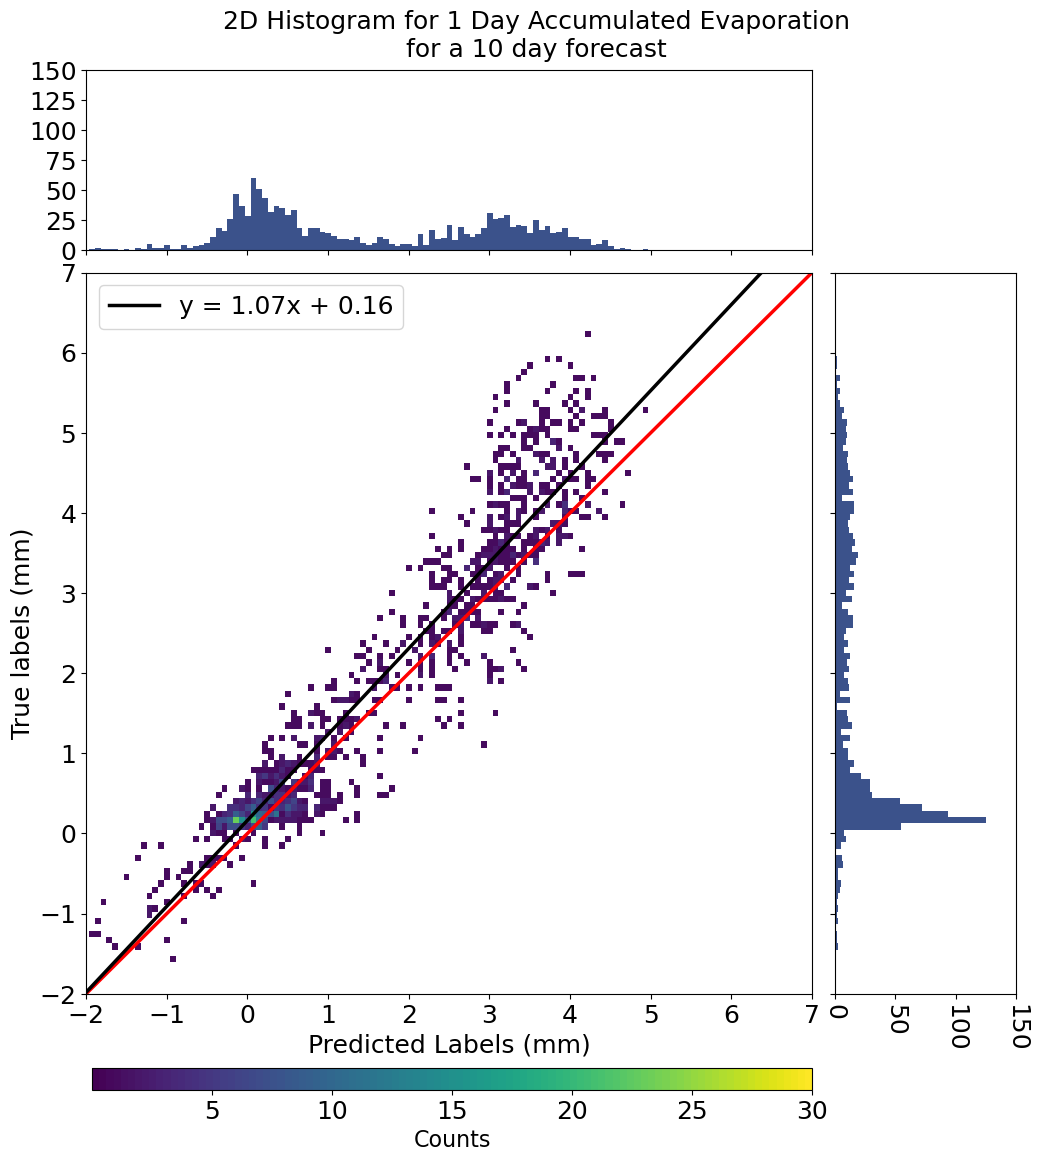 2D Histogram for 1 Day Accumulated Evaporation
for a 10 day forecast
150
125
100
75
50
25
0
7
6
5
4
3
2
1
0
−1
−2
True labels (mm)
y = 1.07x + 0.16
−2 −1 0 1 2 3 4 5 6 7
Predicted Labels (mm)
0 50 100 150
5 10 15 20 25 30
Counts